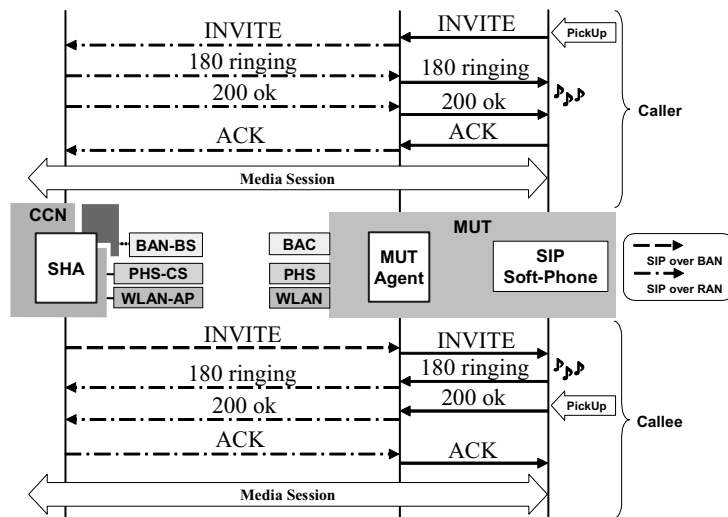 INVITE
INVITE
PickUp
180 ringing
180 ringing
200 ok
200 ok
ACK
ACK
Caller
Media Session
CCN
MUT
SHA
BAN-BS
PHS-CS
WLAN-AP
BAC
PHS
WLAN
MUT
Agent
SIP
Soft-Phone
SIP over BAN
SIP over RAN
INVITE
INVITE
180 ringing
180 ringing
200 ok
200 ok
PickUp
ACK
ACK
Callee
Media Session